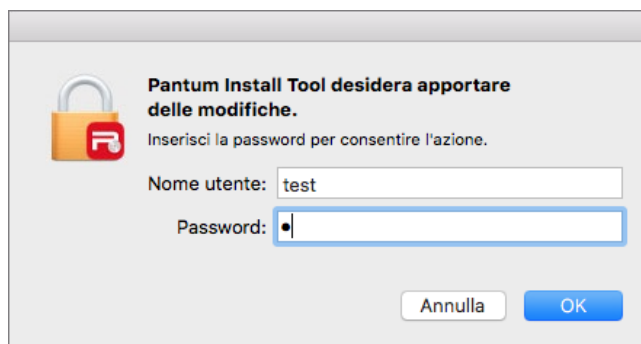 Pantum Install Tool desidera apportare
delle modifiche.
Inserisci la password per consentire l'azione.
Nome utente: test
Password: •
Annulla OK